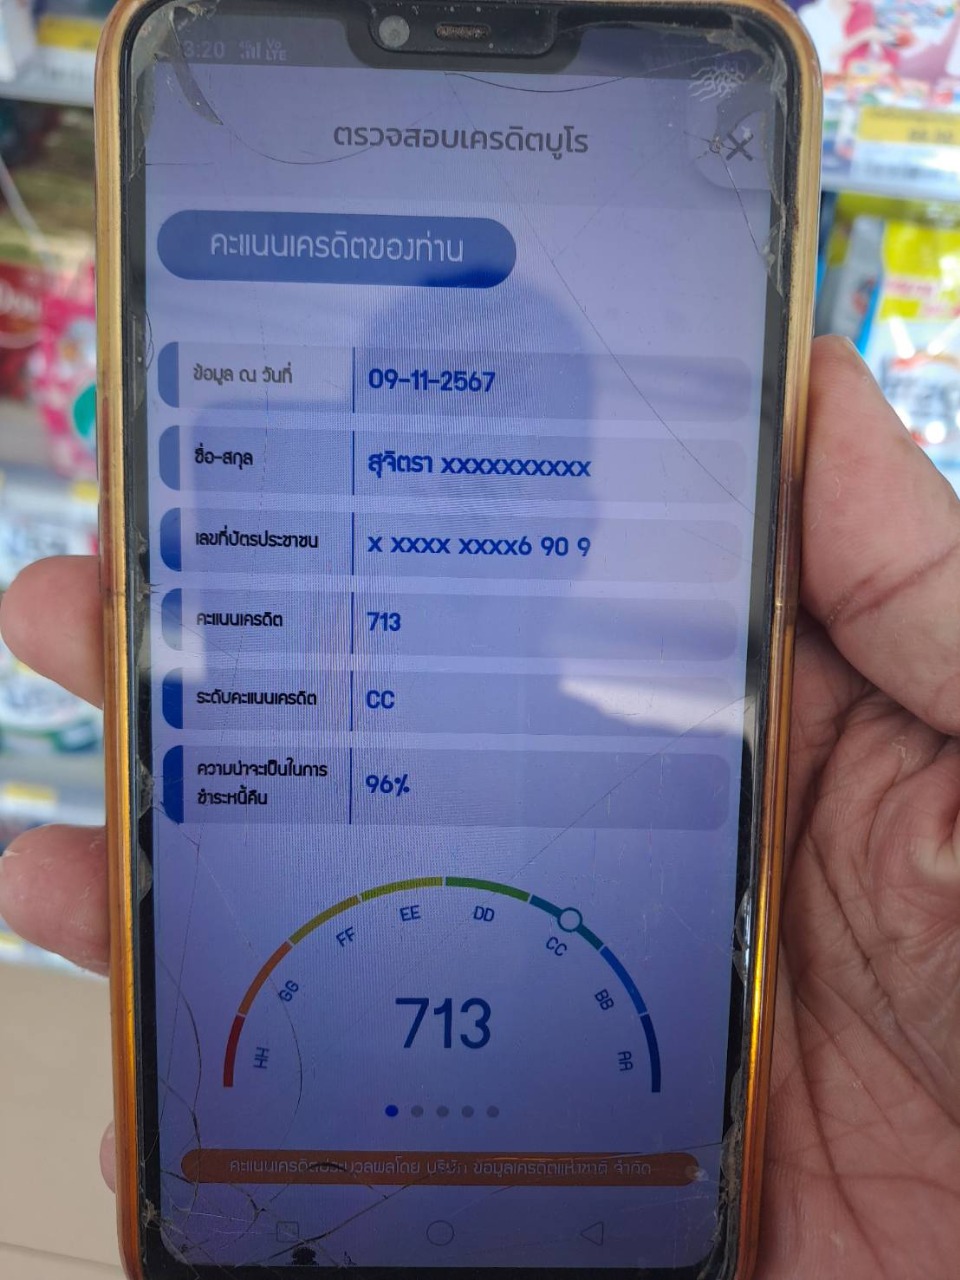 3:20
ตรวจสอบเครดิตบูโร
คะแนนเครดิตของท่าน
ข้อมูล ณ วันที่ 09-11-2567
ชื่อ-สกุล สุจิตรา xxxxxxxxxxx
เลขที่บัตรประชาชน x xxxx xxxx6 90 9
คะแนนเครดิต 713
ระดับคะแนนเครดิต CC
ความน่าจะเป็นในการ
ชำระหนี้คืน 96%
HH GG FF EE DD CC BB AA
713
คะแนนเครดิตประมวลผลโดย บริษัท ข้อมูลเครดิตแห่งชาติ จำกัด